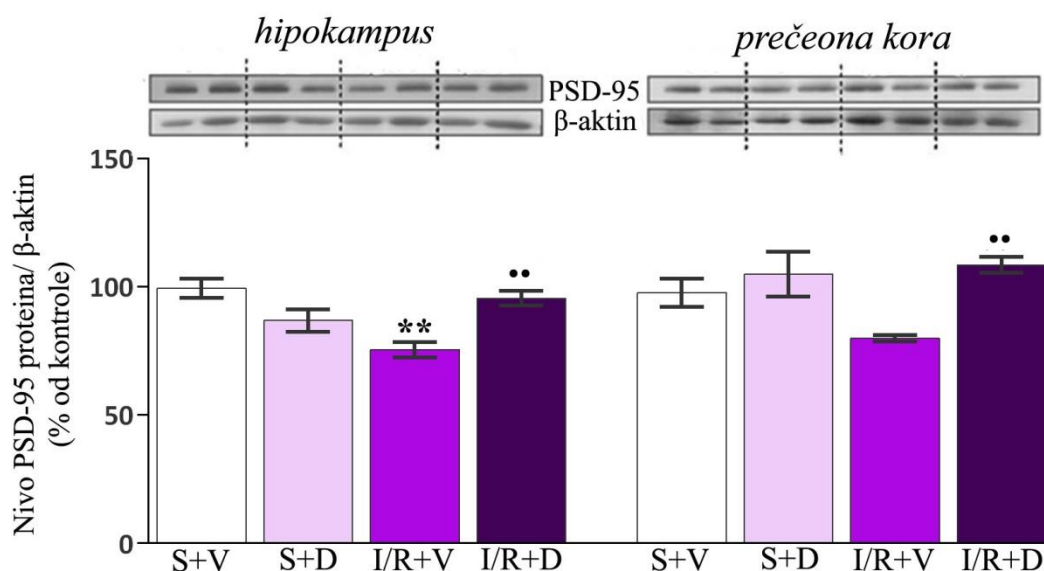 hipokampus
prečeona kora
PSD-95
β-aktin
Nivo PSD-95 proteina/ β-aktin
(% od kontrole)
150
100
50
0
**
••
••
S+V S+D I/R+V I/R+D S+V S+D I/R+V I/R+D